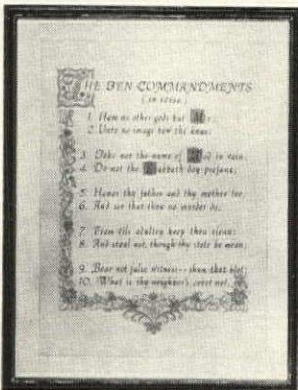 THE TEN COMMANDMENTS
(in verse)
1. Have no other gods but Me;
2. Unto no image bow the knee.
3. Take not the name of God in vain;
4. Do not the Sabbath day profane;
5. Honor thy father and thy mother too;
6. And see that thou no murder do;
7. From vile adultry keep thou clean;
8. And steal not, though thy state be mean;
9. Bear not false witness--shun that blot;
10. What is thy neighbor's covet not.